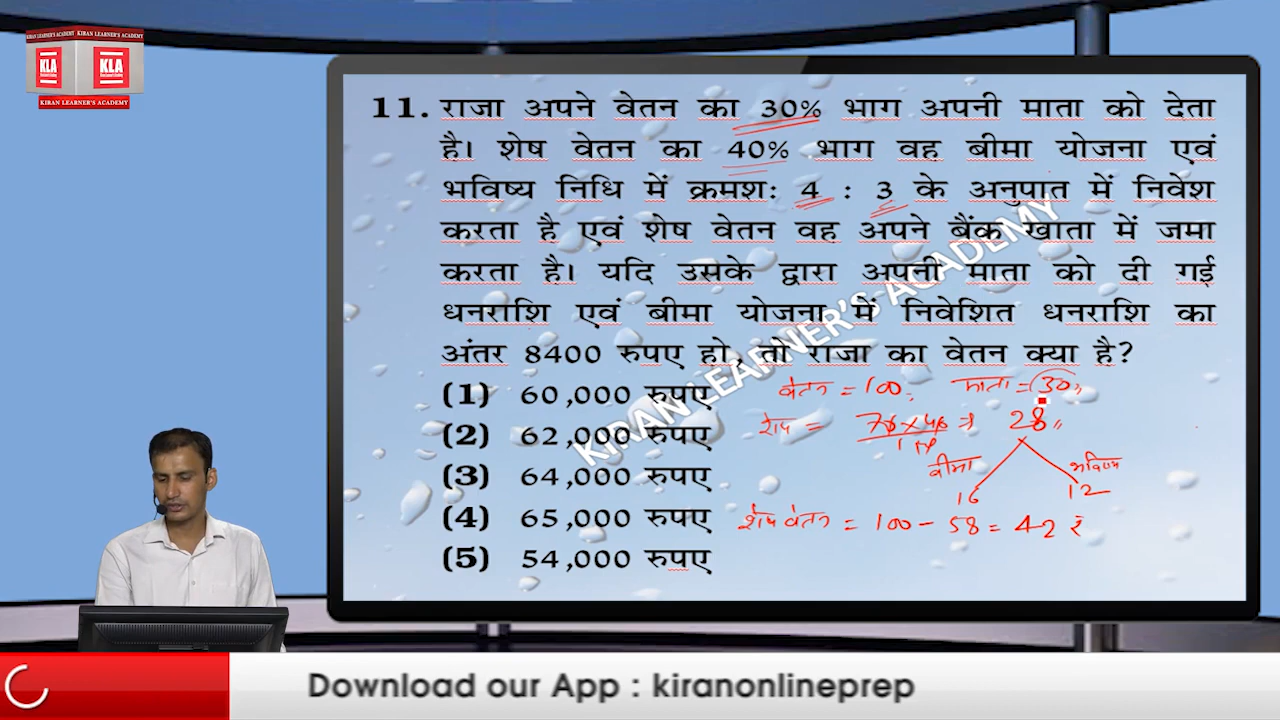 KIRAN LEARNER'S ACADEMY KIRAN LEARNER'S ACADEMY
KLA
KLA
KIRAN LEARNER'S ACADEMY
11. राजा अपने वेतन का 30% भाग अपनी माता को देता
है। शेष वेतन का 40% भाग वह बीमा योजना एवं
भविष्य निधि में क्रमशः 4 : 3 के अनुपात में निवेश
करता है एवं शेष वेतन वह अपने बैंक खाता में जमा
करता है। यदि उसके द्वारा अपनी माता को दी गई
धनराशि एवं बीमा योजना में निवेशित धनराशि का
अंतर 8400 रुपए हो, तो राजा का वेतन क्या है?
(1) 60,000 रुपए
वेतन = 100 माता = 30
(2) 62,000 रुपए
शेष = 70 × 40 / 100 ⇒ 28
बीमा भविष्य
(3) 64,000 रुपए
16 12
(4) 65,000 रुपए
शेष वेतन = 100 - 58 = 42 ₹
(5) 54,000 रुपए
KIRAN LEARNER'S ACADEMY
Download our App : kiranonlineprep